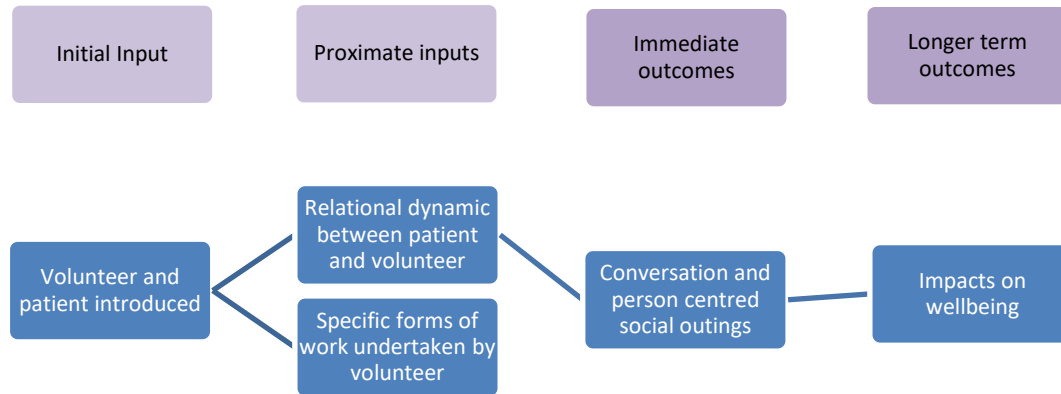 Initial Input
Proximate inputs
Immediate
outcomes
Longer term
outcomes
Volunteer and
patient introduced
Relational dynamic
between patient
and volunteer
Specific forms of
work undertaken by
volunteer
Conversation and
person centred
social outings
Impacts on
wellbeing